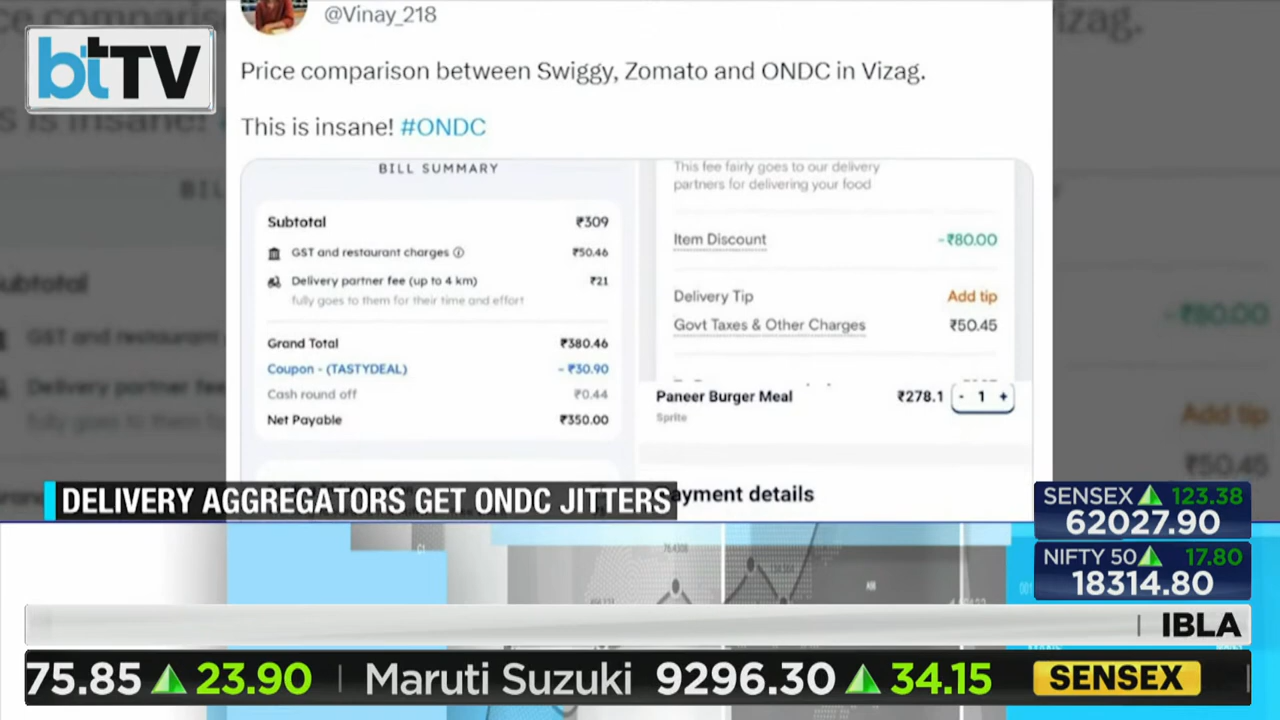 btTV
@Vinay_218
Price comparison between Swiggy, Zomato and ONDC in Vizag.
This is insane! #ONDC
BILL SUMMARY
Subtotal ₹309
GST and restaurant charges ₹50.46
Delivery partner fee (up to 4 km) ₹21
fully goes to them for their time and effort
Grand Total ₹380.46
Coupon - (TASTYDEAL) - ₹30.90
Cash round off ₹0.44
Net Payable ₹350.00
This fee fairly goes to our delivery
partners for delivering your food
Item Discount -₹80.00
Delivery Tip Add tip
Govt Taxes & Other Charges ₹50.45
Paneer Burger Meal ₹278.1 - 1 +
Sprite
ayment details
DELIVERY AGGREGATORS GET ONDC JITTERS
SENSEX 123.38
62027.90
NIFTY 50 17.80
18314.80
| IBLA
75.85 23.90 | Maruti Suzuki 9296.30 34.15 SENSEX